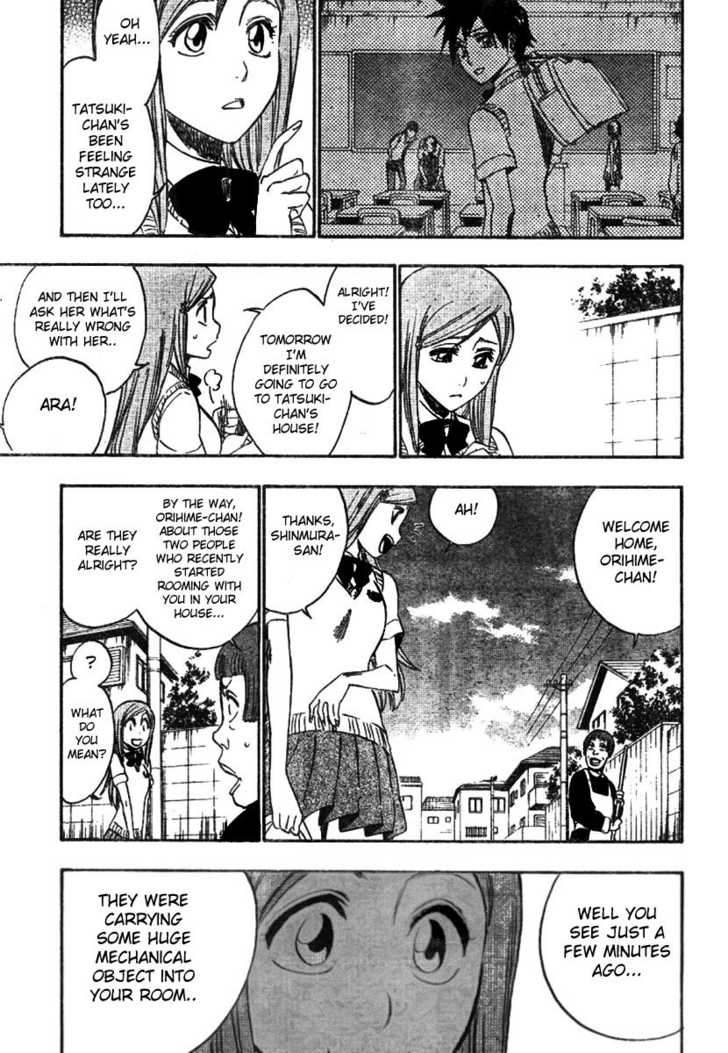 OH
YEAH...
TATSUKI-
CHAN'S
BEEN
FEELING
STRANGE
LATELY
TOO...
ALRIGHT!
I'VE
DECIDED!
TOMORROW
I'M
DEFINITELY
GOING TO GO
TO TATSUKI-
CHAN'S
HOUSE!
AND THEN I'LL
ASK HER WHAT'S
REALLY WRONG
WITH HER..
ARA!
WELCOME
HOME,
ORIHIME-
CHAN!
AH!
THANKS,
SHINMURA-
SAN!
BY THE WAY,
ORIHIME-CHAN!
ABOUT THOSE
TWO PEOPLE
WHO RECENTLY
STARTED
ROOMING WITH
YOU IN YOUR
HOUSE...
ARE THEY
REALLY
ALRIGHT?
?
WHAT
DO
YOU
MEAN?
WELL YOU
SEE JUST A
FEW MINUTES
AGO...
THEY WERE
CARRYING
SOME HUGE
MECHANICAL
OBJECT INTO
YOUR ROOM..